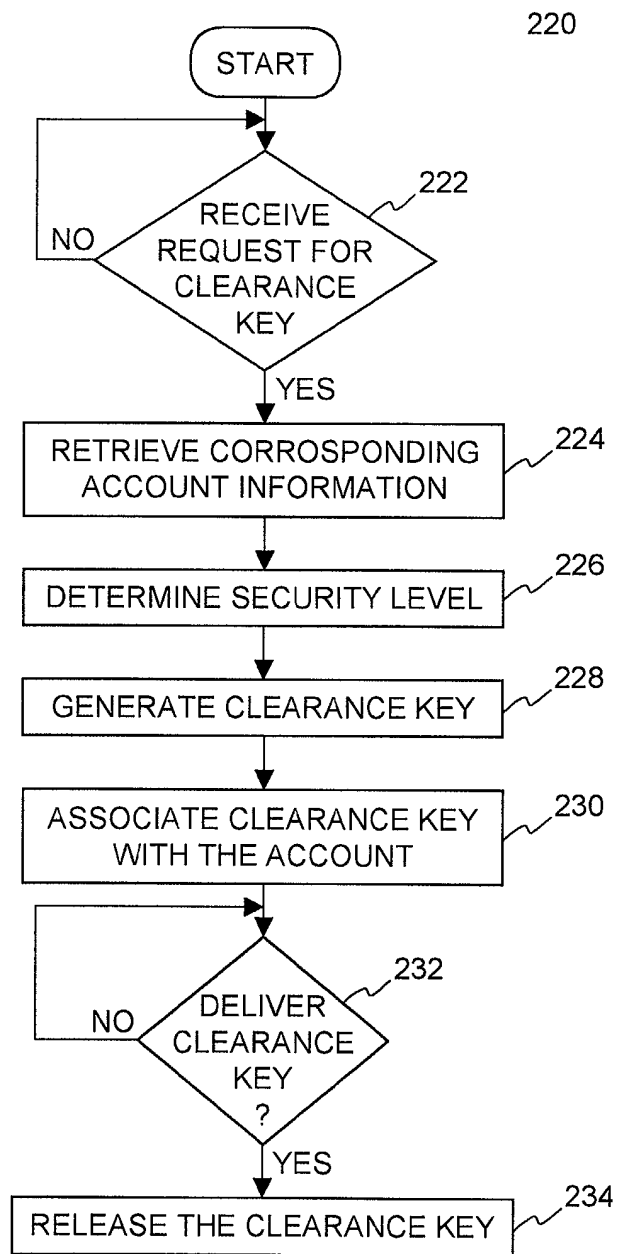 220
START
222
RECEIVE
REQUEST FOR
CLEARANCE
KEY
NO
YES
RETRIEVE CORROSPONDING
ACCOUNT INFORMATION
224
DETERMINE SECURITY LEVEL
226
GENERATE CLEARANCE KEY
228
ASSOCIATE CLEARANCE KEY
WITH THE ACCOUNT
230
232
DELIVER
CLEARANCE
KEY
?
NO
YES
RELEASE THE CLEARANCE KEY
234